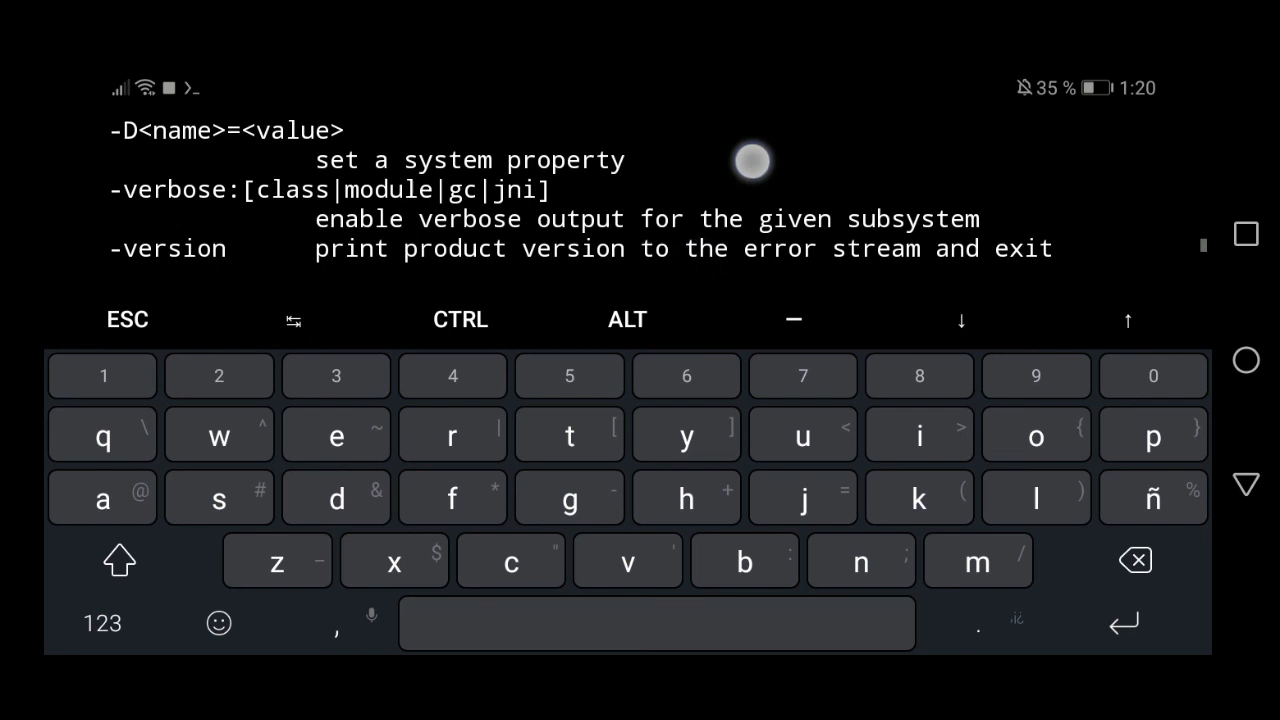 35 % 1:20
-D<name>=<value>
set a system property
-verbose:[class|module|gc|jni]
enable verbose output for the given subsystem
-version print product version to the error stream and exit
ESC ↹ CTRL ALT — ↓ ↑
1 2 3 4 5 6 7 8 9 0
q \ w ^ e ~ r | t [ y ] u < i > o { p }
a @ s # d & f * g - h + j = k ( l ) ñ %
z _ x $ c " v ' b : n ; m /
123 , . ,¡¿